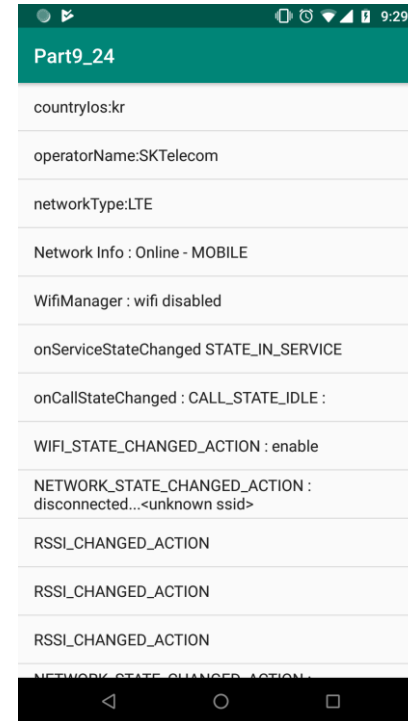 9:29
Part9_24
countryIos:kr
operatorName:SKTelecom
networkType:LTE
Network Info : Online - MOBILE
WifiManager : wifi disabled
onServiceStateChanged STATE_IN_SERVICE
onCallStateChanged : CALL_STATE_IDLE :
WIFI_STATE_CHANGED_ACTION : enable
NETWORK_STATE_CHANGED_ACTION :
disconnected...<unknown ssid>
RSSI_CHANGED_ACTION
RSSI_CHANGED_ACTION
RSSI_CHANGED_ACTION
NETWORK_STATE_CHANGED_ACTION :